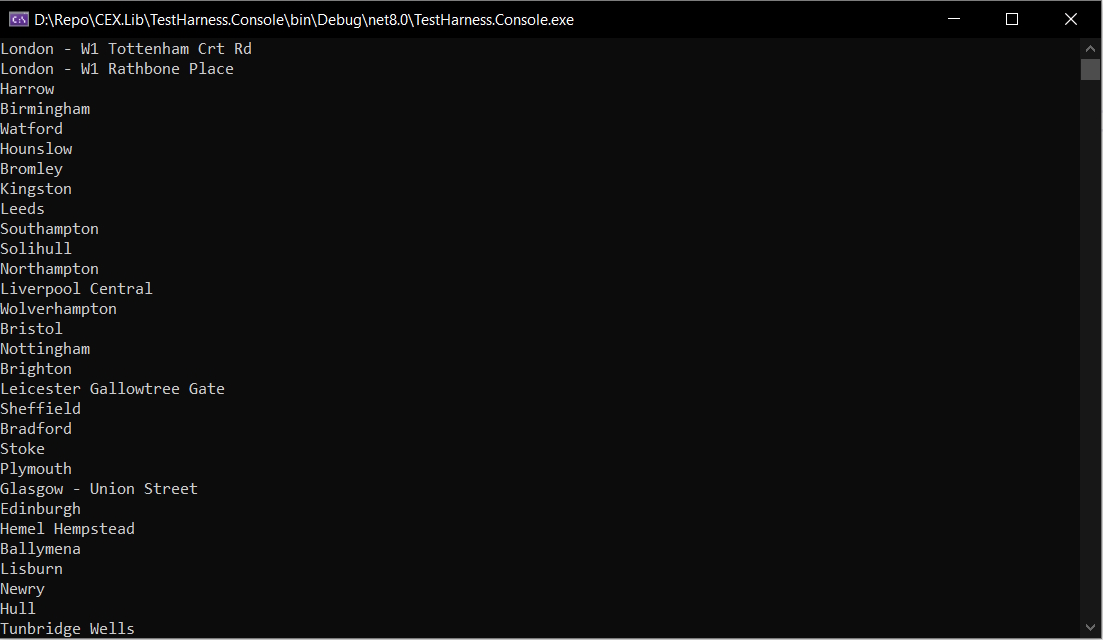 D:\Repo\CEX.Lib\TestHarness.Console\bin\Debug\net8.0\TestHarness.Console.exe
London - W1 Tottenham Crt Rd
London - W1 Rathbone Place
Harrow
Birmingham
Watford
Hounslow
Bromley
Kingston
Leeds
Southampton
Solihull
Northampton
Liverpool Central
Wolverhampton
Bristol
Nottingham
Brighton
Leicester Gallowtree Gate
Sheffield
Bradford
Stoke
Plymouth
Glasgow - Union Street
Edinburgh
Hemel Hempstead
Ballymena
Lisburn
Newry
Hull
Tunbridge Wells